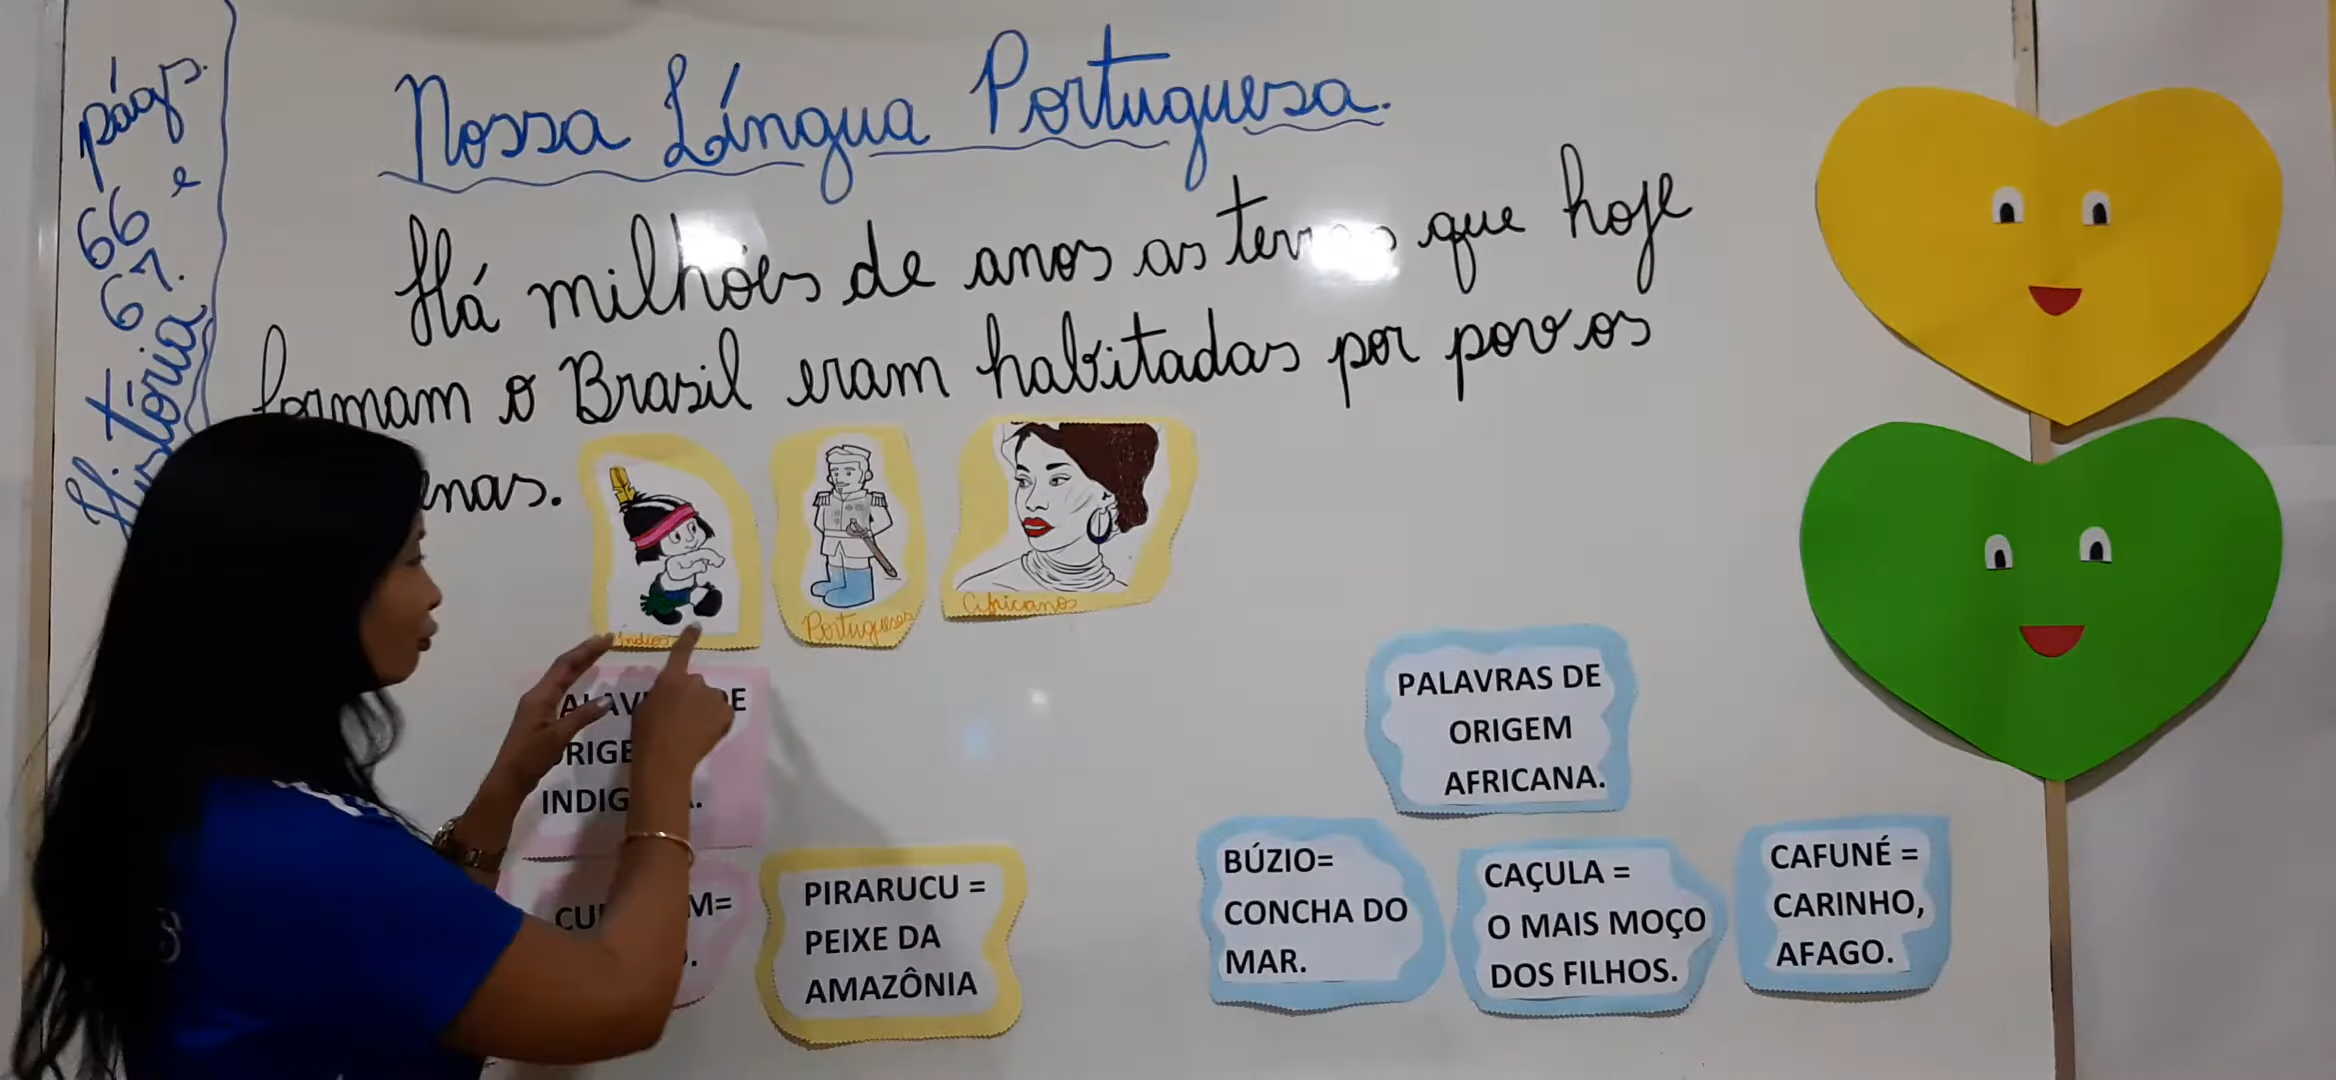 págs.
66 e
67.
História
Nossa Língua Portuguesa.
Há milhões de anos as que hoje
formam o Brasil eram habitadas por povos
Índios
Portugueses
Africanos
PALAVRAS DE
ORIGEM
AFRICANA.
PIRARUCU =
PEIXE DA
AMAZÔNIA
BÚZIO=
CONCHA DO
MAR.
CAÇULA =
O MAIS MOÇO
DOS FILHOS.
CAFUNÉ =
CARINHO,
AFAGO.